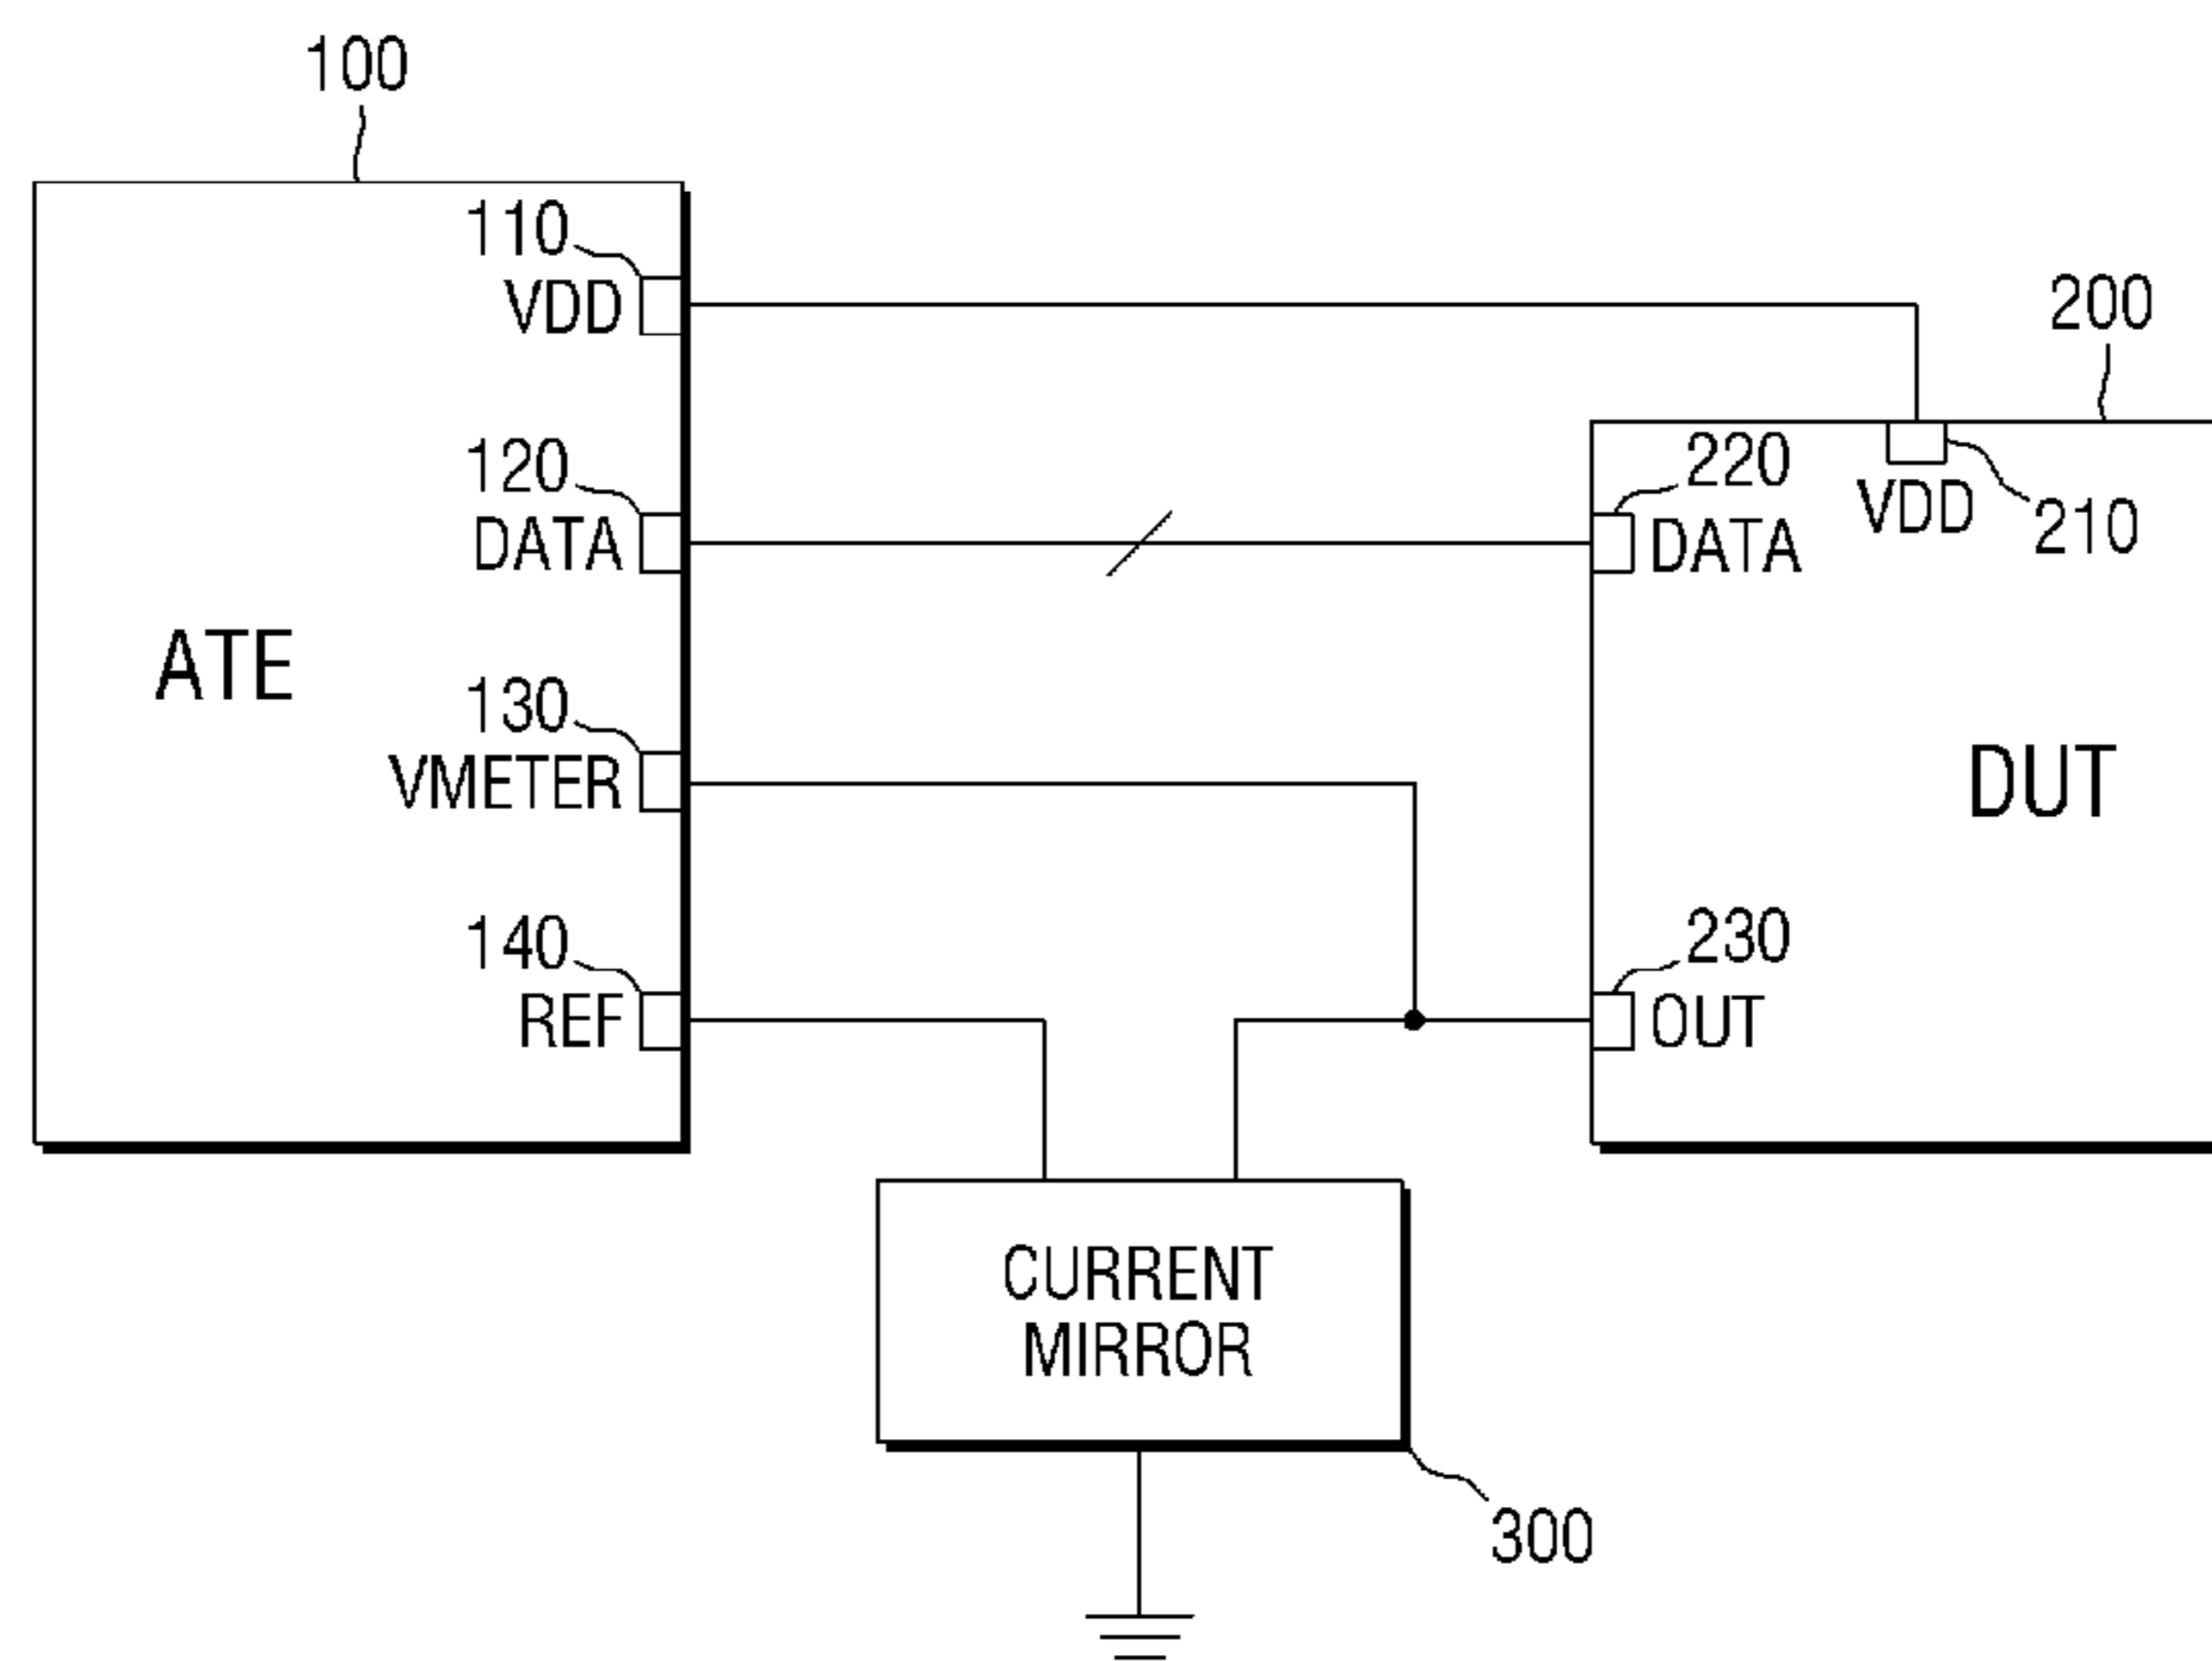 100
110
VDD
200
120
DATA
220
DATA
VDD
210
ATE
130
VMETER
DUT
140
REF
230
OUT
CURRENT
MIRROR
300